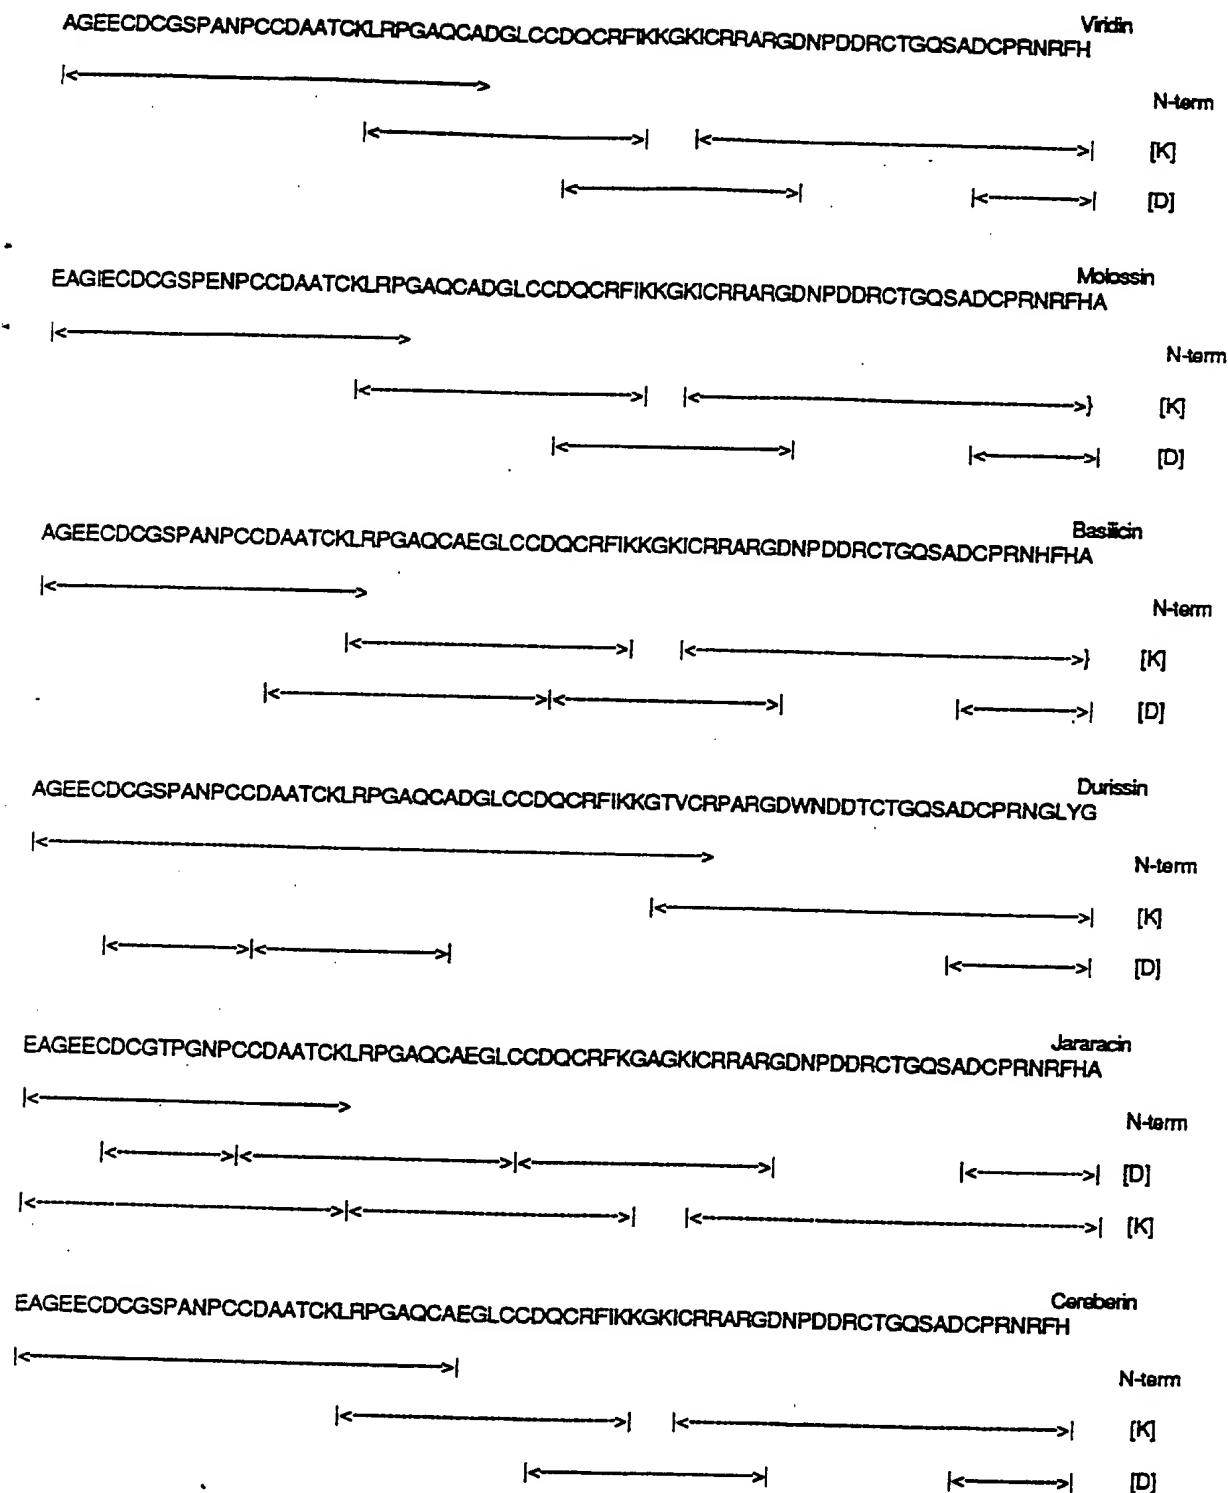 Viridin
AGEECDCGSPANPCCDAATCKLRPGAQCADGLCCDQCRFIKKGKICRRARGDNPDDRCTGQSADCPRNRFH
N-term
[K]
[D]
Molossin
EAGIECDCGSPENPCCDAATCKLRPGAQCADGLCCDQCRFIKKGKICRRARGDNPDDRCTGQSADCPRNRFHA
N-term
[K]
[D]
Basilicin
AGEECDCGSPANPCCDAATCKLRPGAQCAEGLCCDQCRFIKKGKICRRARGDNPDDRCTGQSADCPRNHFHA
N-term
[K]
[D]
Durissin
AGEECDCGSPANPCCDAATCKLRPGAQCADGLCCDQCRFIKKGTVCRPARGDWNDDTCTGQSADCPRNGLYG
N-term
[K]
[D]
Jararacin
EAGEECDCGTPGNPCCDAATCKLRPGAQCAEGLCCDQCRFKGAGKICRRARGDNPDDRCTGQSADCPRNRFHA
N-term
[D]
[K]
Cereberin
EAGEECDCGSPANPCCDAATCKLRPGAQCAEGLCCDQCRFIKKGKICRRARGDNPDDRCTGQSADCPRNRFH
N-term
[K]
[D]